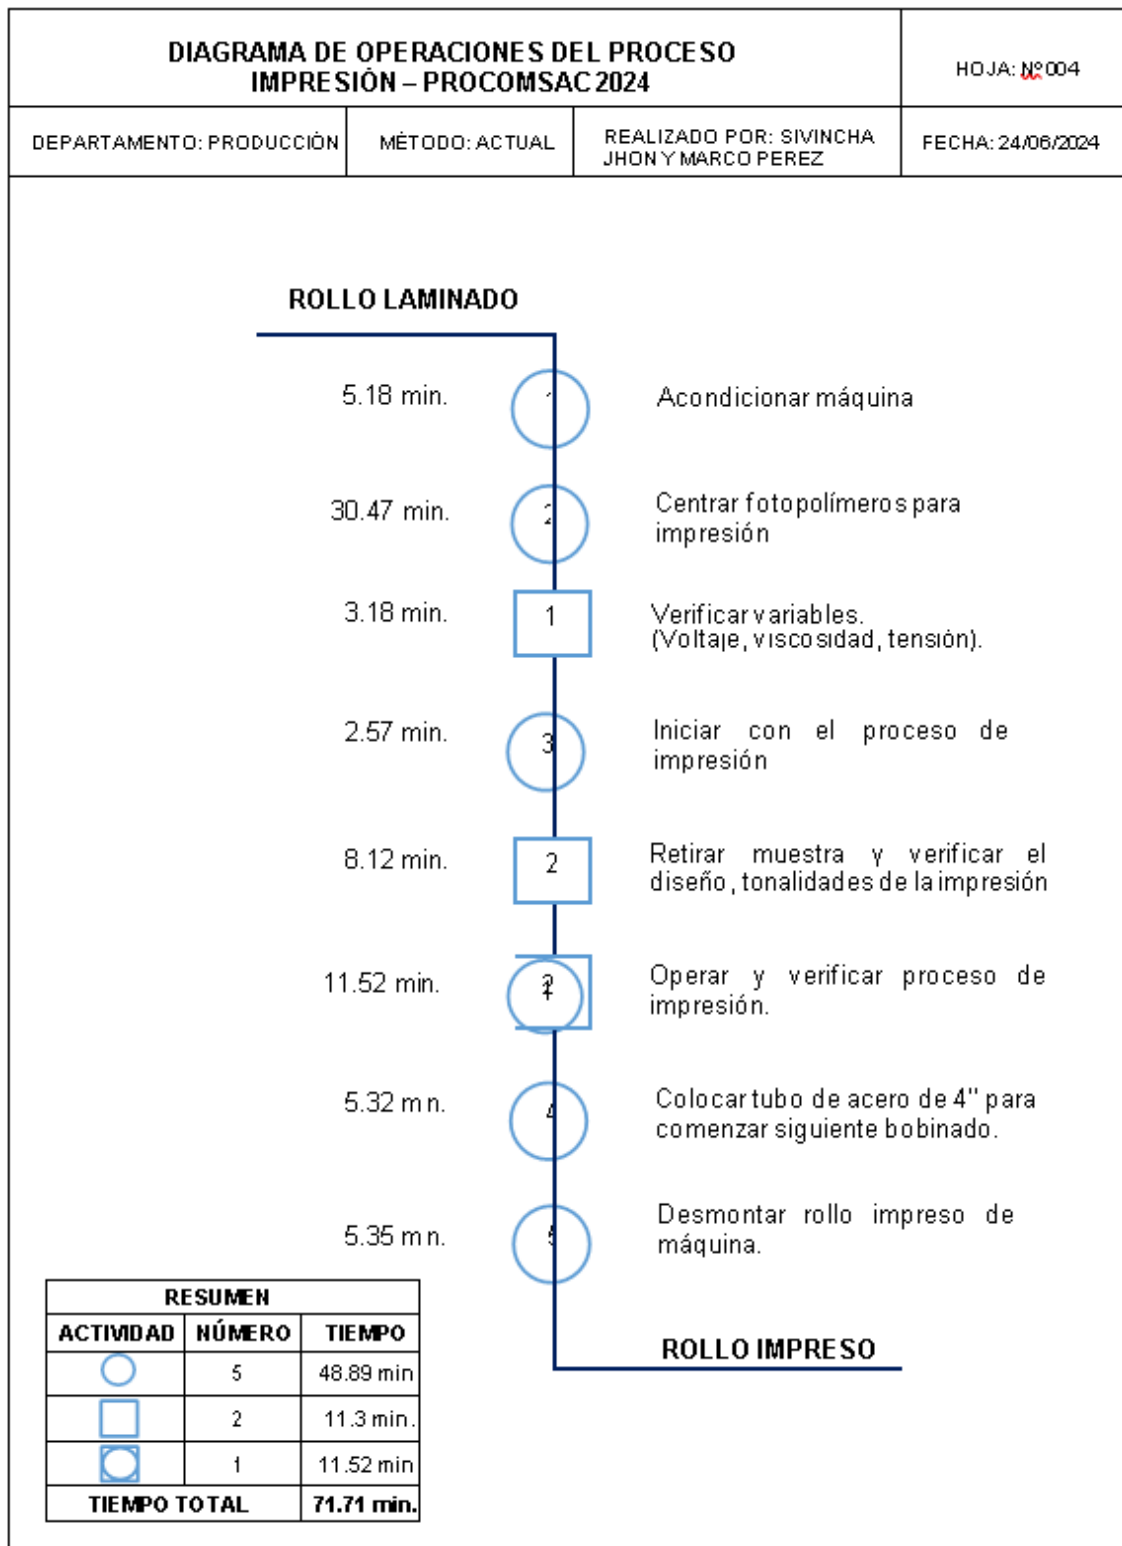 DIAGRAMA DE OPERACIONES DEL PROCESO
IMPRESIÓN – PROCOMSAC 2024
HOJA: Nº004
DEPARTAMENTO: PRODUCCIÓN
MÉTODO: ACTUAL
REALIZADO POR: SIVINCHA
JHON Y MARCO PEREZ
FECHA: 24/06/2024
ROLLO LAMINADO
5.18 min.
1
Acondicionar máquina
30.47 min.
2
Centrar fotopolímeros para
impresión
3.18 min.
1
Verificar variables.
(Voltaje, viscosidad, tensión).
2.57 min.
3
Iniciar con el proceso de
impresión
8.12 min.
2
Retirar muestra y verificar el
diseño, tonalidades de la impresión
11.52 min.
Operar y verificar proceso de
impresión.
5.32 m n.
4
Colocar tubo de acero de 4" para
comenzar siguiente bobinado.
5.35 m n.
5
Desmontar rollo impreso de
máquina.
ROLLO IMPRESO
RESUMEN
ACTIVIDAD NÚMERO TIEMPO
5 48.89 min
2 11.3 min.
1 11.52 min
TIEMPO TOTAL 71.71 min.